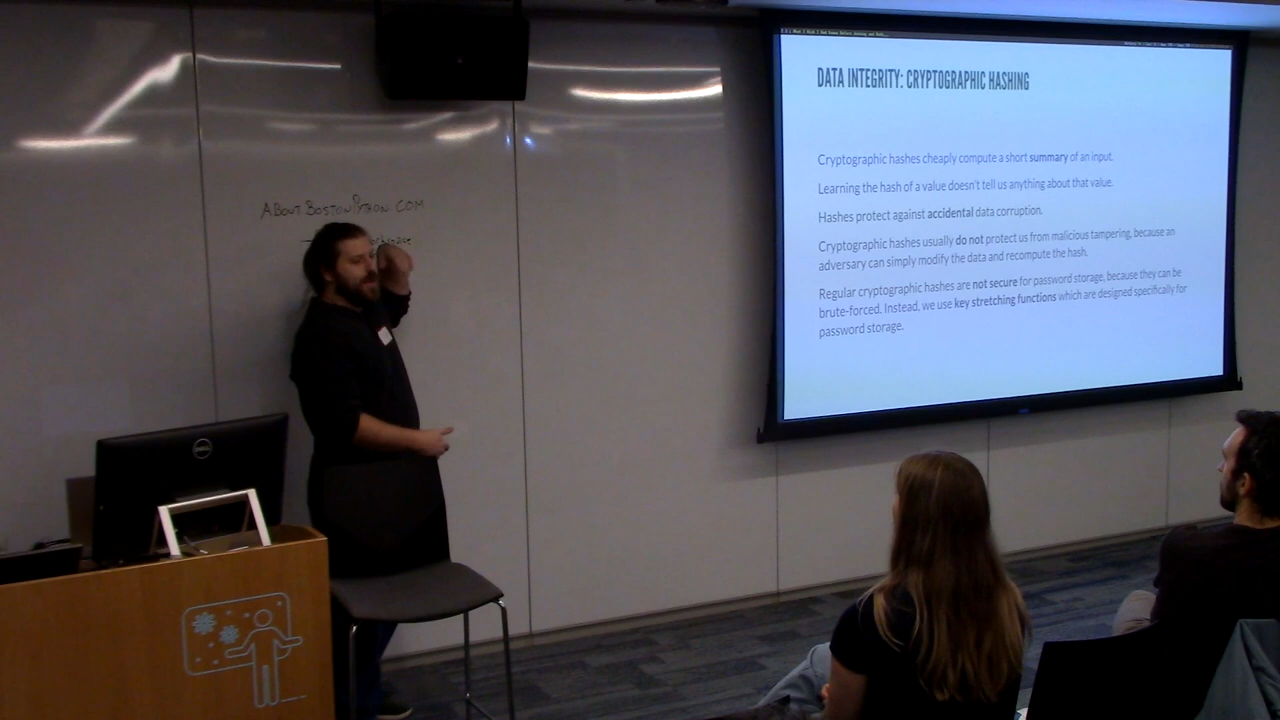 DATA INTEGRITY: CRYPTOGRAPHIC HASHING
Cryptographic hashes cheaply compute a short summary of an input.
Learning the hash of a value doesn't tell us anything about that value.
Hashes protect against accidental data corruption.
Cryptographic hashes usually do not protect us from malicious tampering, because an
adversary can simply modify the data and recompute the hash.
Regular cryptographic hashes are not secure for password storage, because they can be
brute-forced. Instead, we use key stretching functions which are designed specifically for
password storage.
ABOUTBOSTONPYTHON.COM
DELL